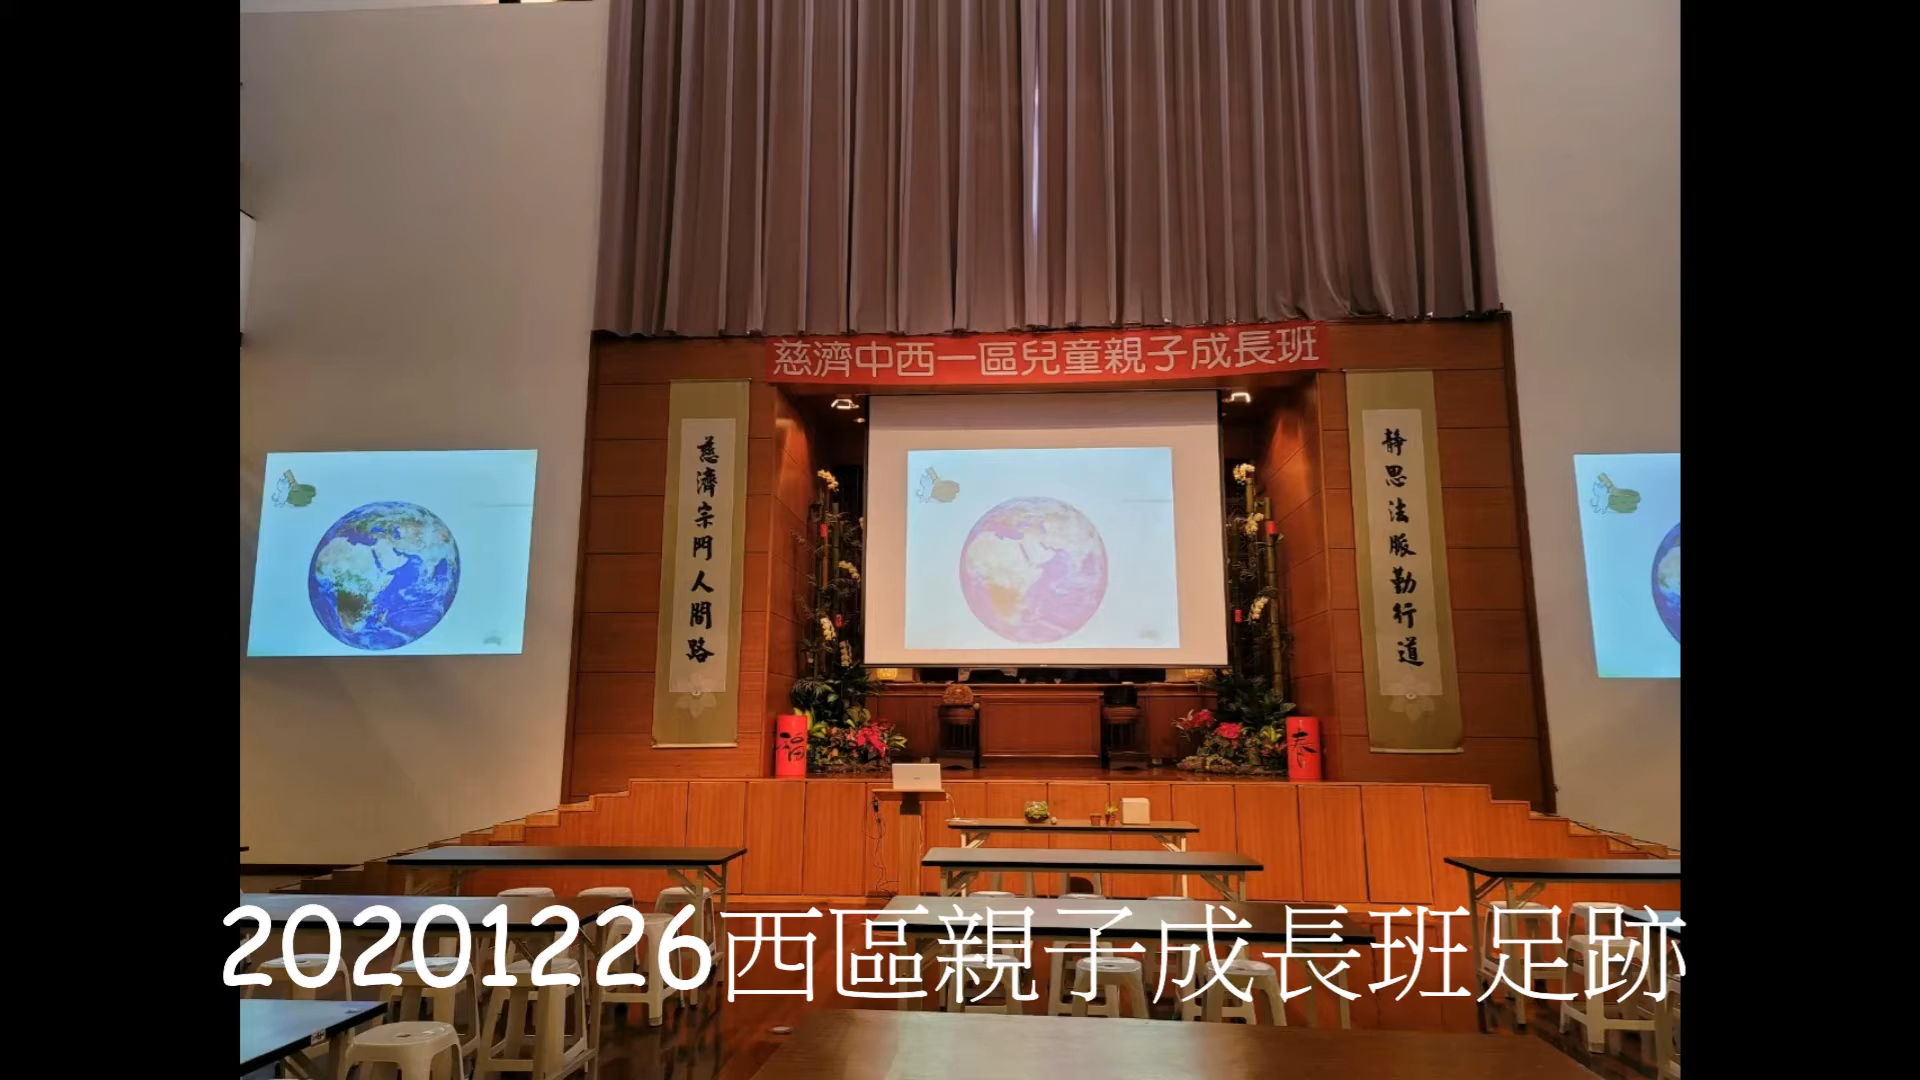 慈濟中西一區兒童親子成長班
靜思法脈勤行道
慈濟宗門人間路
福
春
20201226西區親子成長班足跡